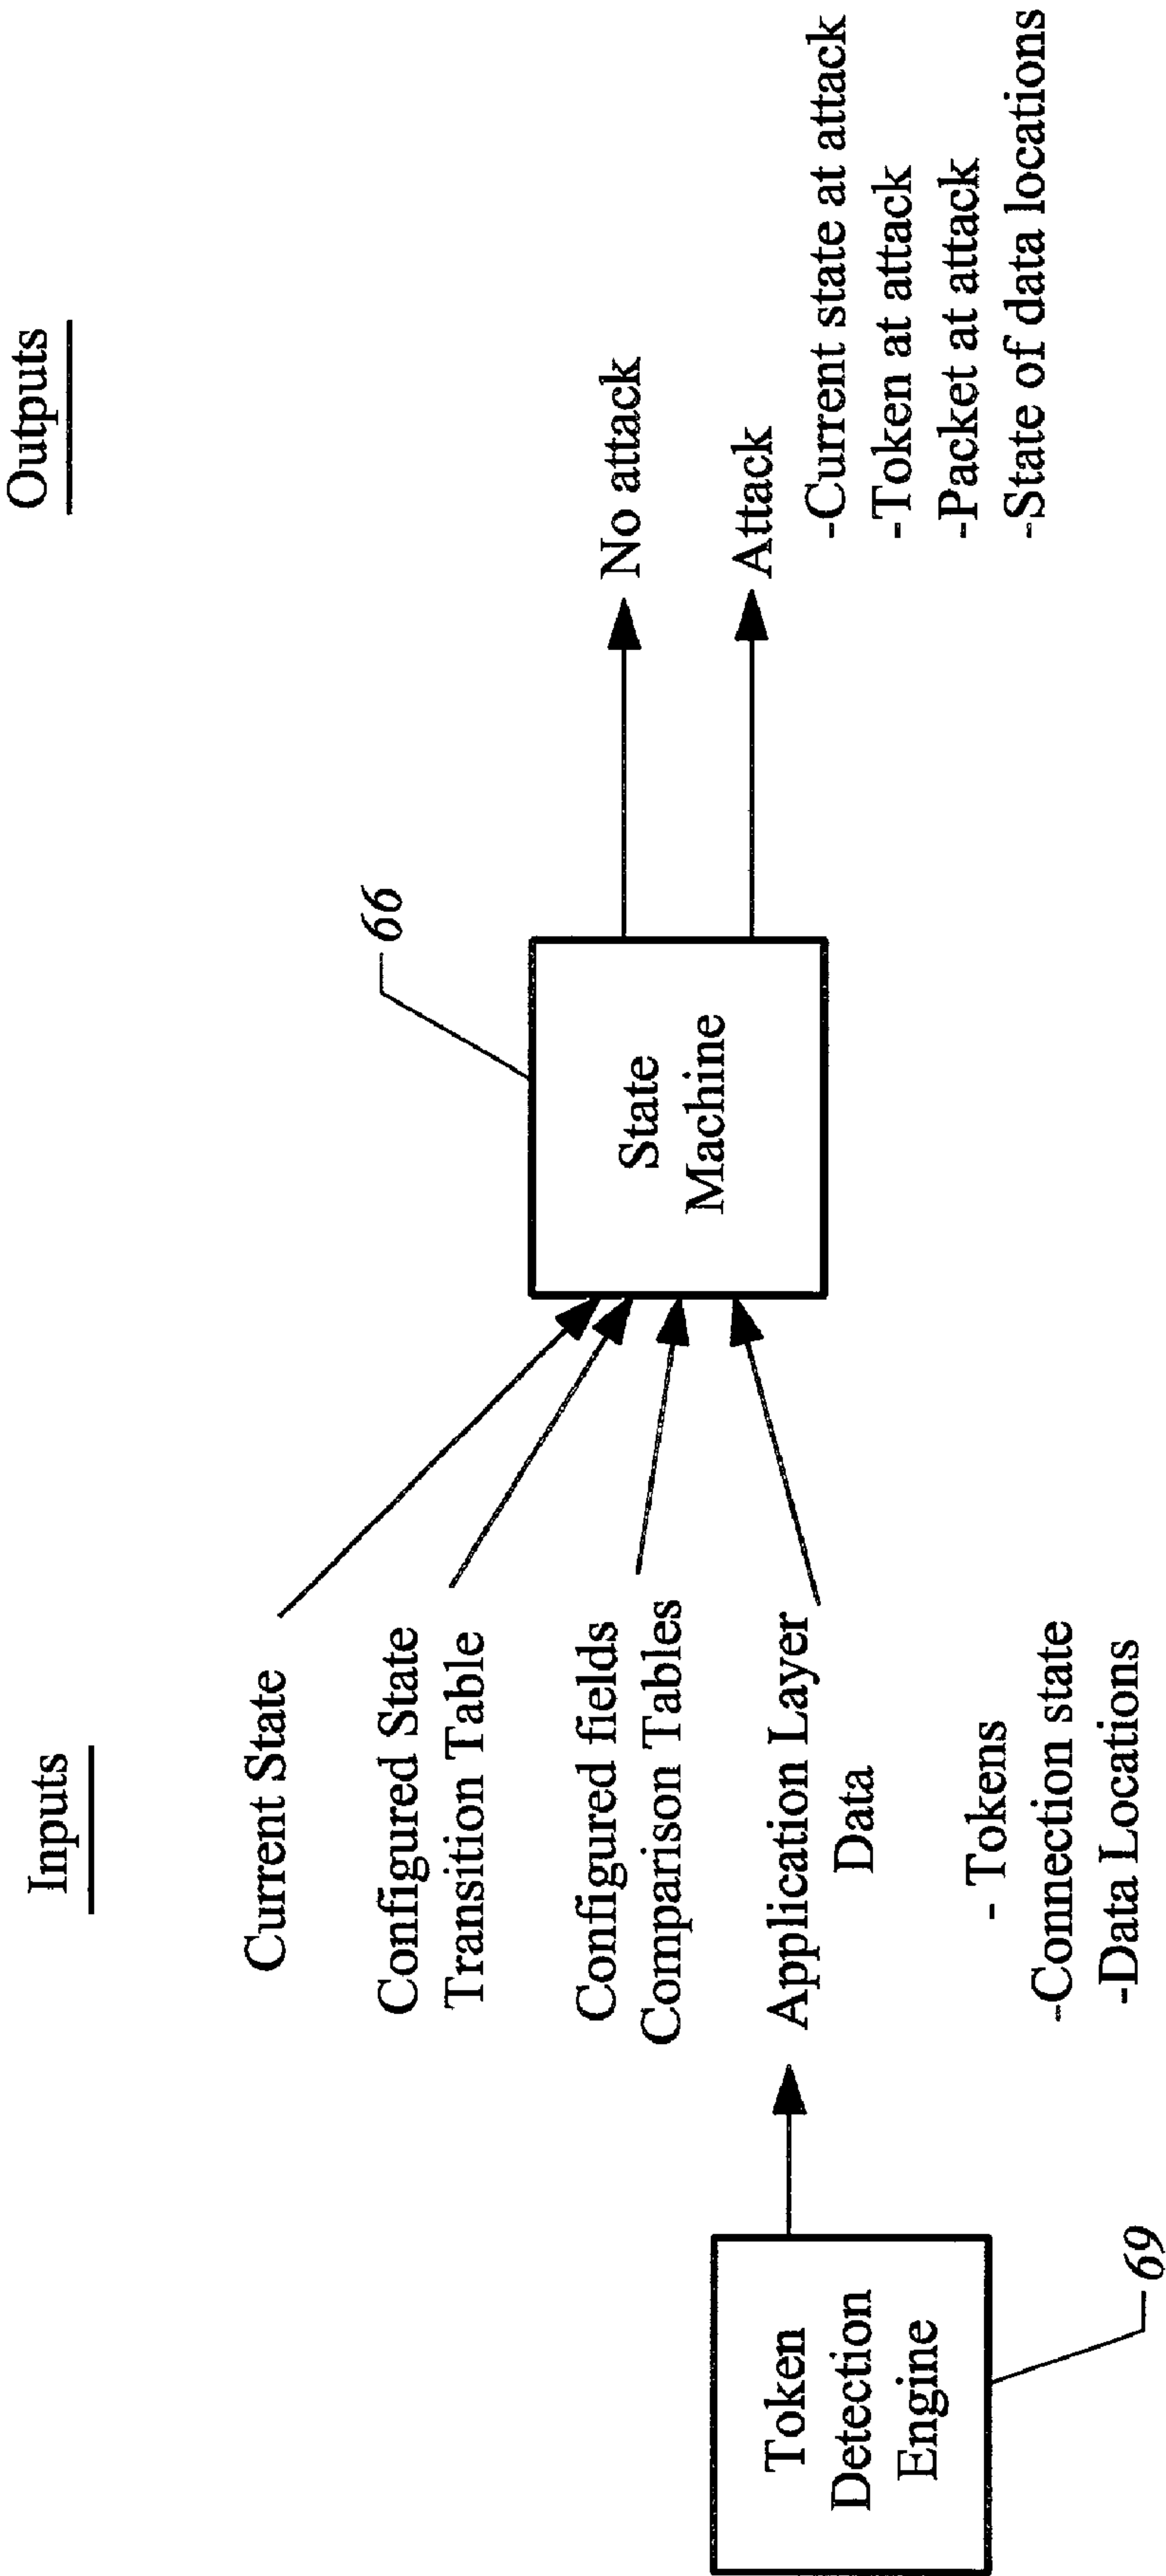 Inputs
Outputs
Current State
Configured State
Transition Table
Configured fields
Comparison Tables
Application Layer
Data
- Tokens
-Connection state
-Data Locations
Token
Detection
Engine
69
State
Machine
66
No attack
Attack
-Current state at attack
-Token at attack
-Packet at attack
-State of data locations